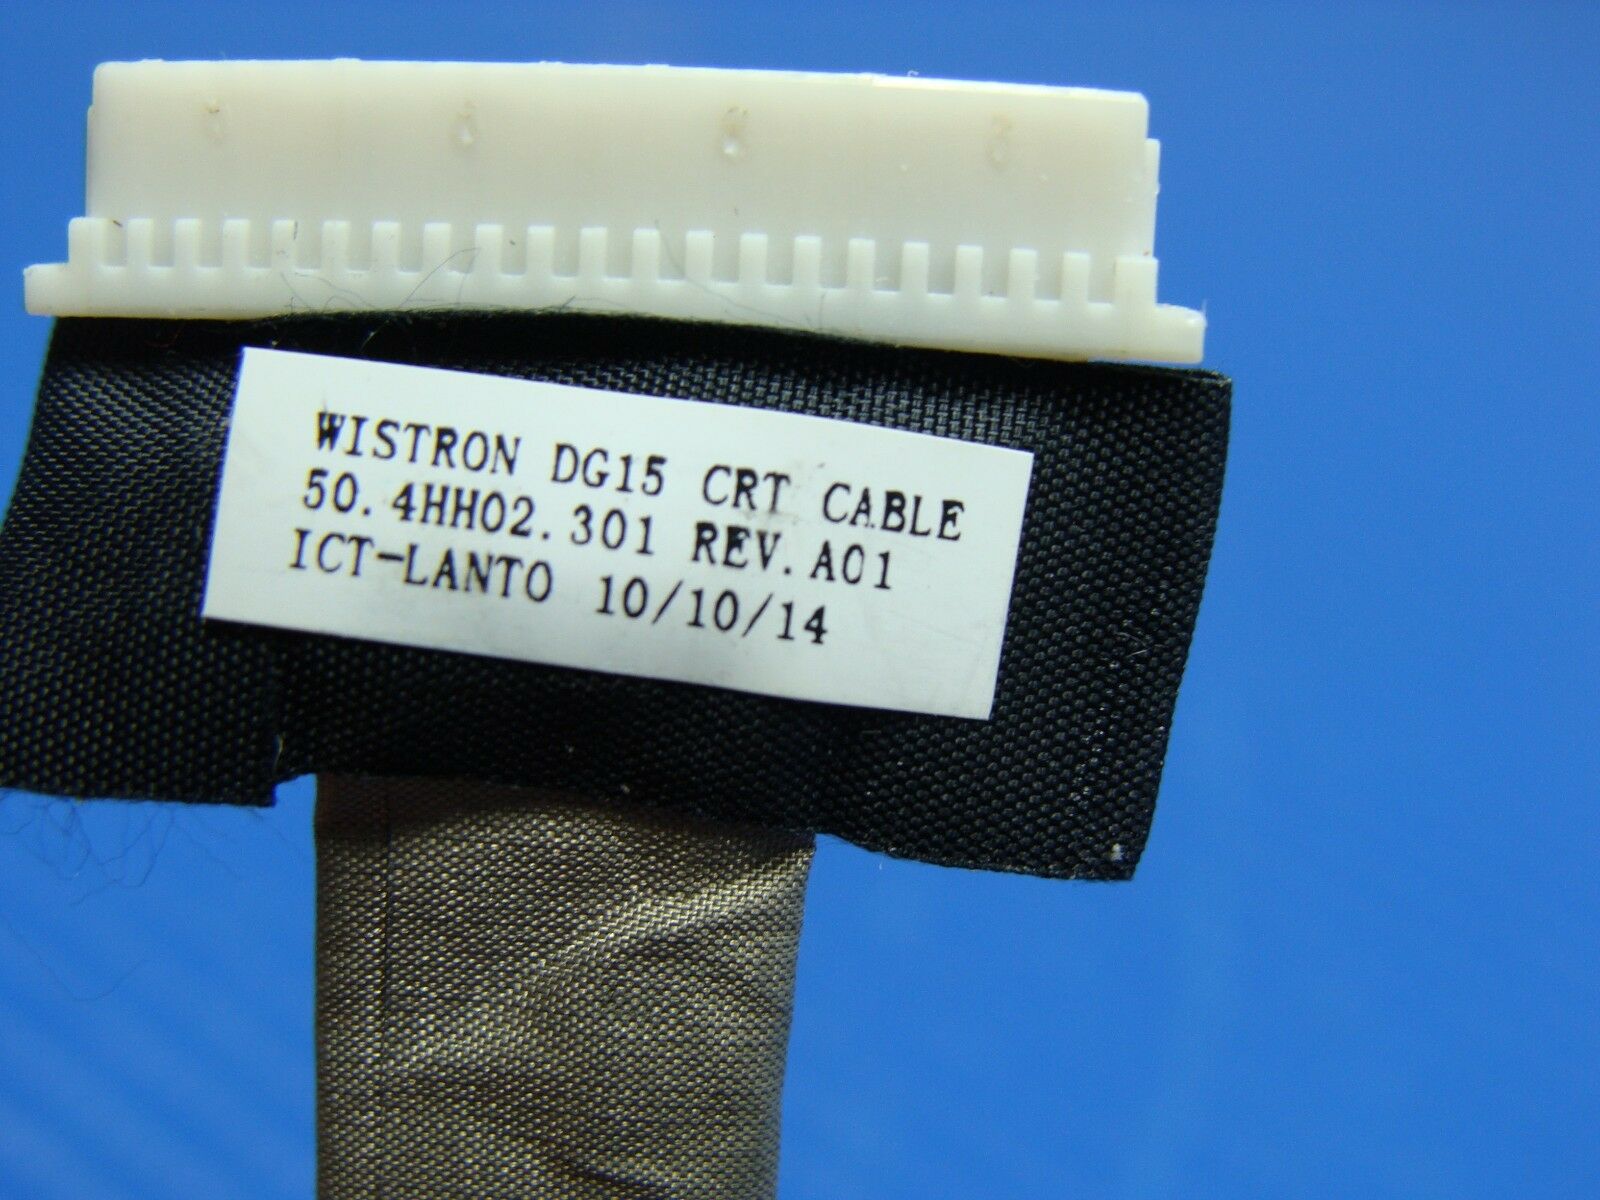 WISTRON DG15 CRT CABLE
50.4HH02.301 REV.A01
ICT-LANTO 10/10/14